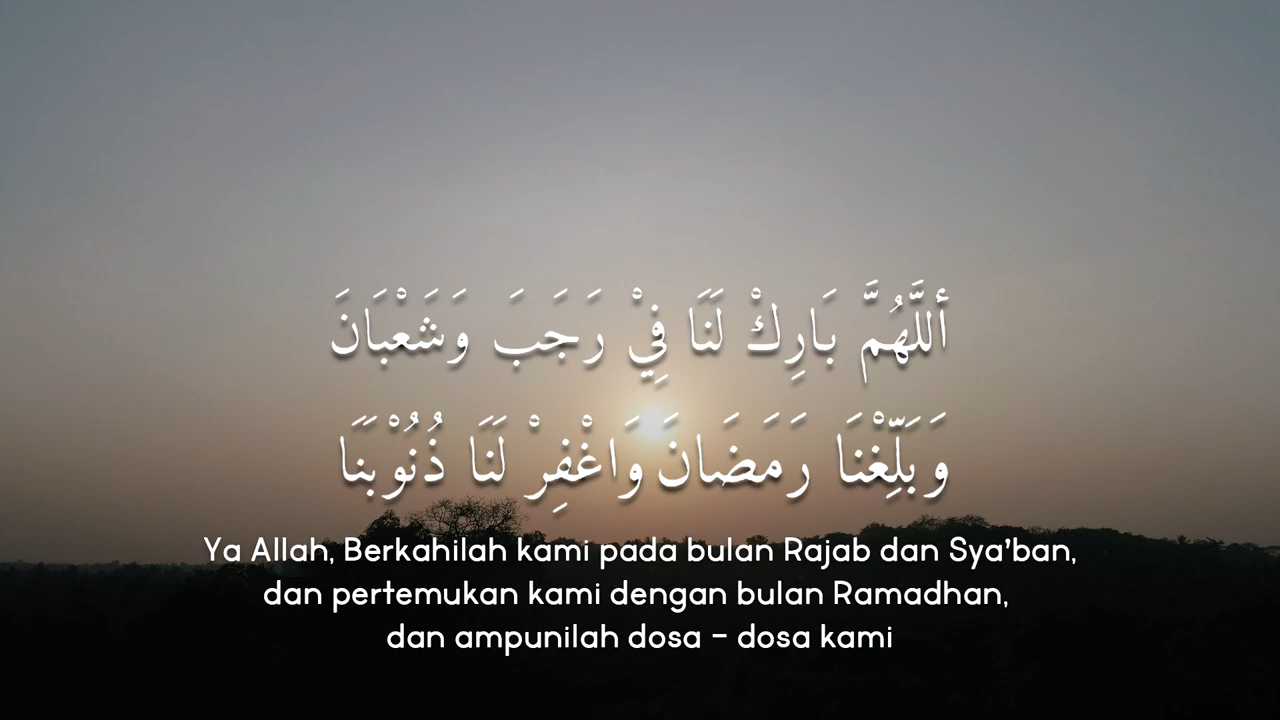 أللَّهُمَّ بَارِكْ لَنَا فِيْ رَجَبَ وَشَعْبَانَ
وَبَلِّغْنَا رَمَضَانَ وَاغْفِرْ لَنَا ذُنُوْبَنَا
Ya Allah, Berkahilah kami pada bulan Rajab dan Sya'ban,
dan pertemukan kami dengan bulan Ramadhan,
dan ampunilah dosa - dosa kami